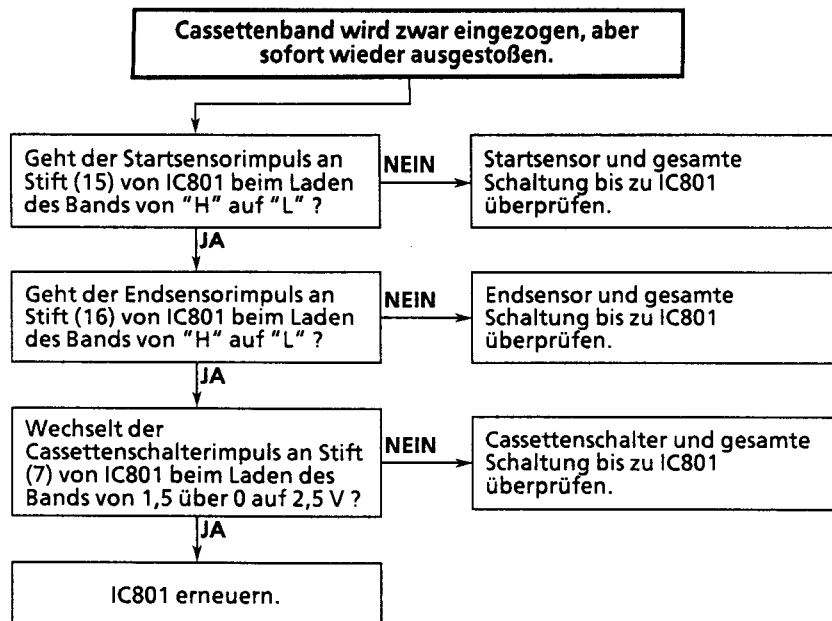 Cassettenband wird zwar eingezogen, aber
sofort wieder ausgestoßen.
Geht der Startsensorimpuls an
Stift (15) von IC801 beim Laden
des Bands von "H" auf "L" ?
NEIN
Startsensor und gesamte
Schaltung bis zu IC801
überprüfen.
JA
Geht der Endsensorimpuls an
Stift (16) von IC801 beim Laden
des Bands von "H" auf "L" ?
NEIN
Endsensor und gesamte
Schaltung bis zu IC801
überprüfen.
JA
Wechselt der
Cassettenschalterimpuls an Stift
(7) von IC801 beim Laden des
Bands von 1,5 über 0 auf 2,5 V ?
NEIN
Cassettenschalter und gesamte
Schaltung bis zu IC801
überprüfen.
JA
IC801 erneuern.